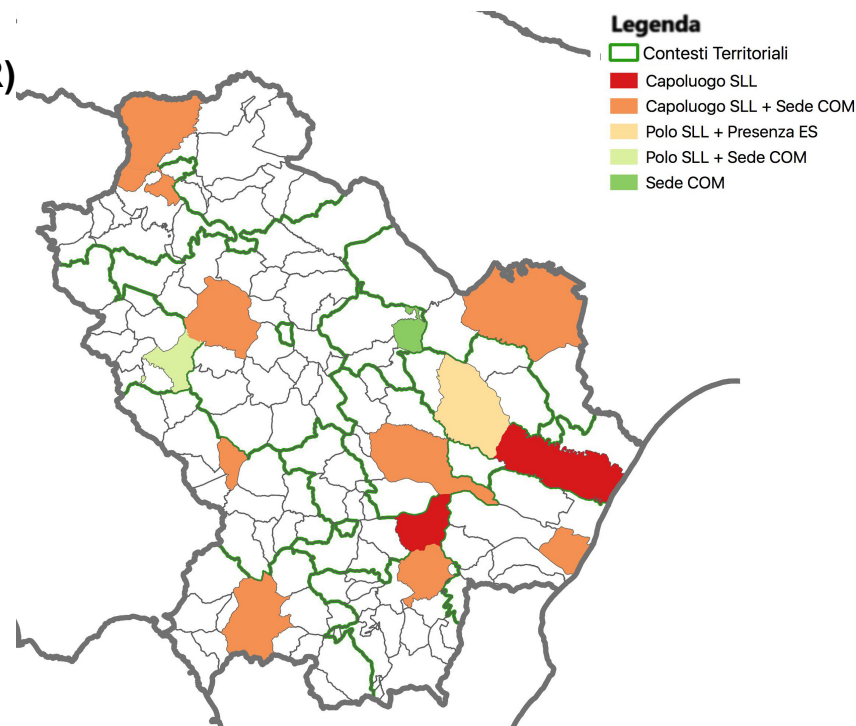 R)
Legenda
Contesti Territoriali
Capoluogo SLL
Capoluogo SLL + Sede COM
Polo SLL + Presenza ES
Polo SLL + Sede COM
Sede COM